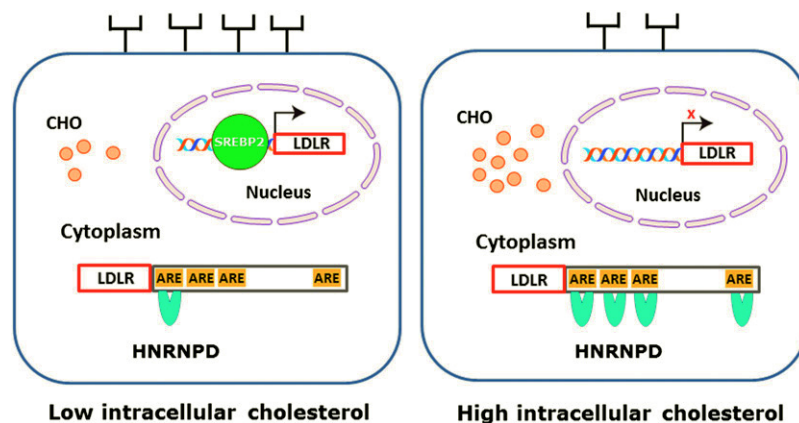 CHO
SREBP2
LDLR
Nucleus
Cytoplasm
LDLR ARE ARE ARE ARE
HNRNPD
Low intracellular cholesterol
CHO
X
LDLR
Nucleus
Cytoplasm
LDLR ARE ARE ARE ARE
HNRNPD
High intracellular cholesterol